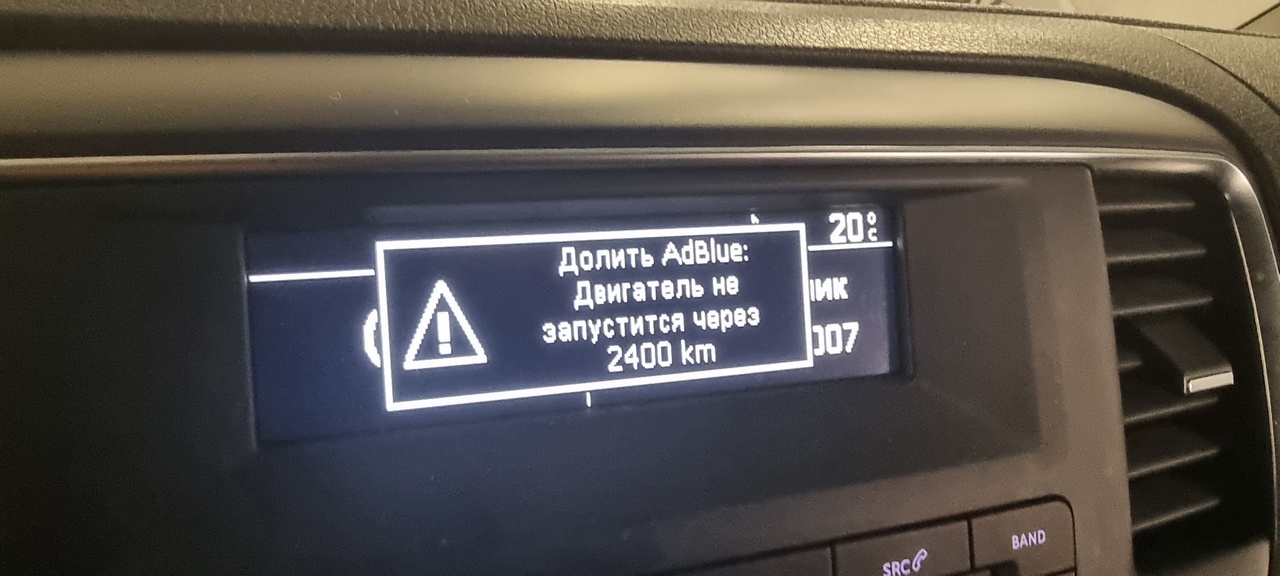 20°C
Долить AdBlue:
Двигатель не
запустится через
2400 km
SRC
BAND